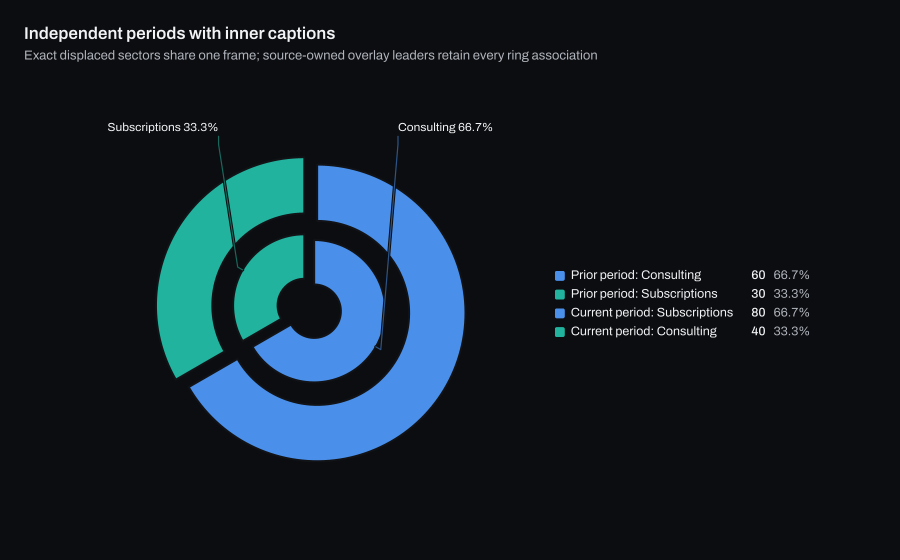 Independent periods with inner captions
Exact displaced sectors share one frame; source-owned overlay leaders retain every ring association
Subscriptions 33.3%
Consulting 66.7%
Prior period: Consulting 60 66.7%
Prior period: Subscriptions 30 33.3%
Current period: Subscriptions 80 66.7%
Current period: Consulting 40 33.3%